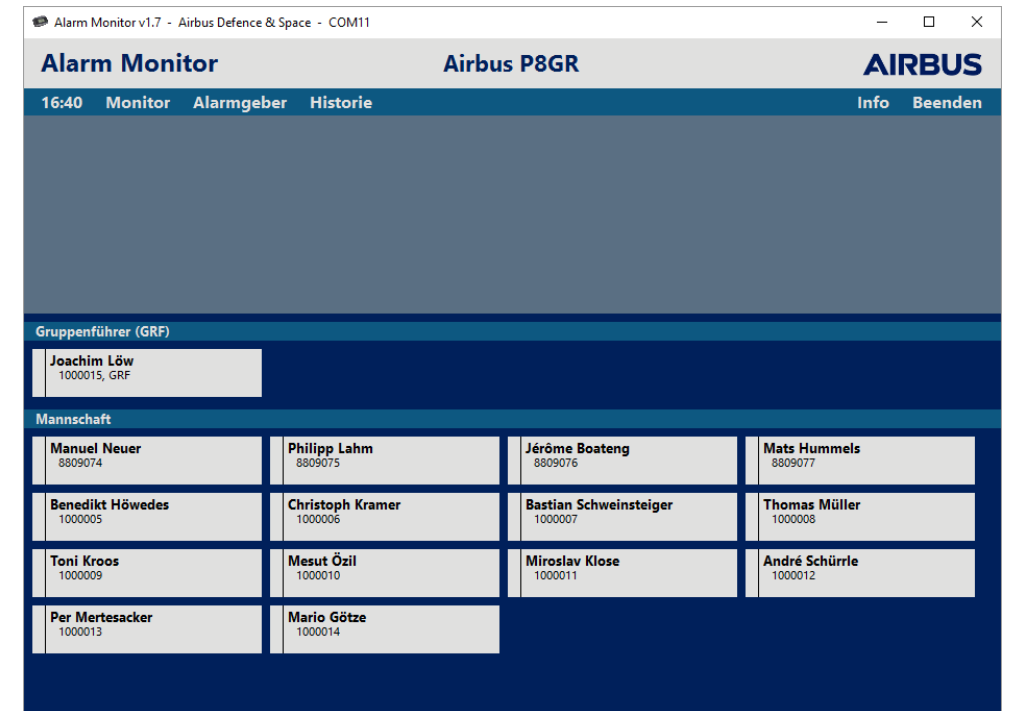 Alarm Monitor v1.7 - Airbus Defence & Space - COM11
Alarm Monitor Airbus P8GR AIRBUS
16:40 Monitor Alarmgeber Historie Info Beenden
Gruppenführer (GRF)
Joachim Löw
1000015, GRF
Mannschaft
Manuel Neuer Philipp Lahm Jérôme Boateng Mats Hummels
8809074 8809075 8809076 8809077
Benedikt Höwedes Christoph Kramer Bastian Schweinsteiger Thomas Müller
1000005 1000006 1000007 1000008
Toni Kroos Mesut Özil Miroslav Klose André Schürrle
1000009 1000010 1000011 1000012
Per Mertesacker Mario Götze
1000013 1000014